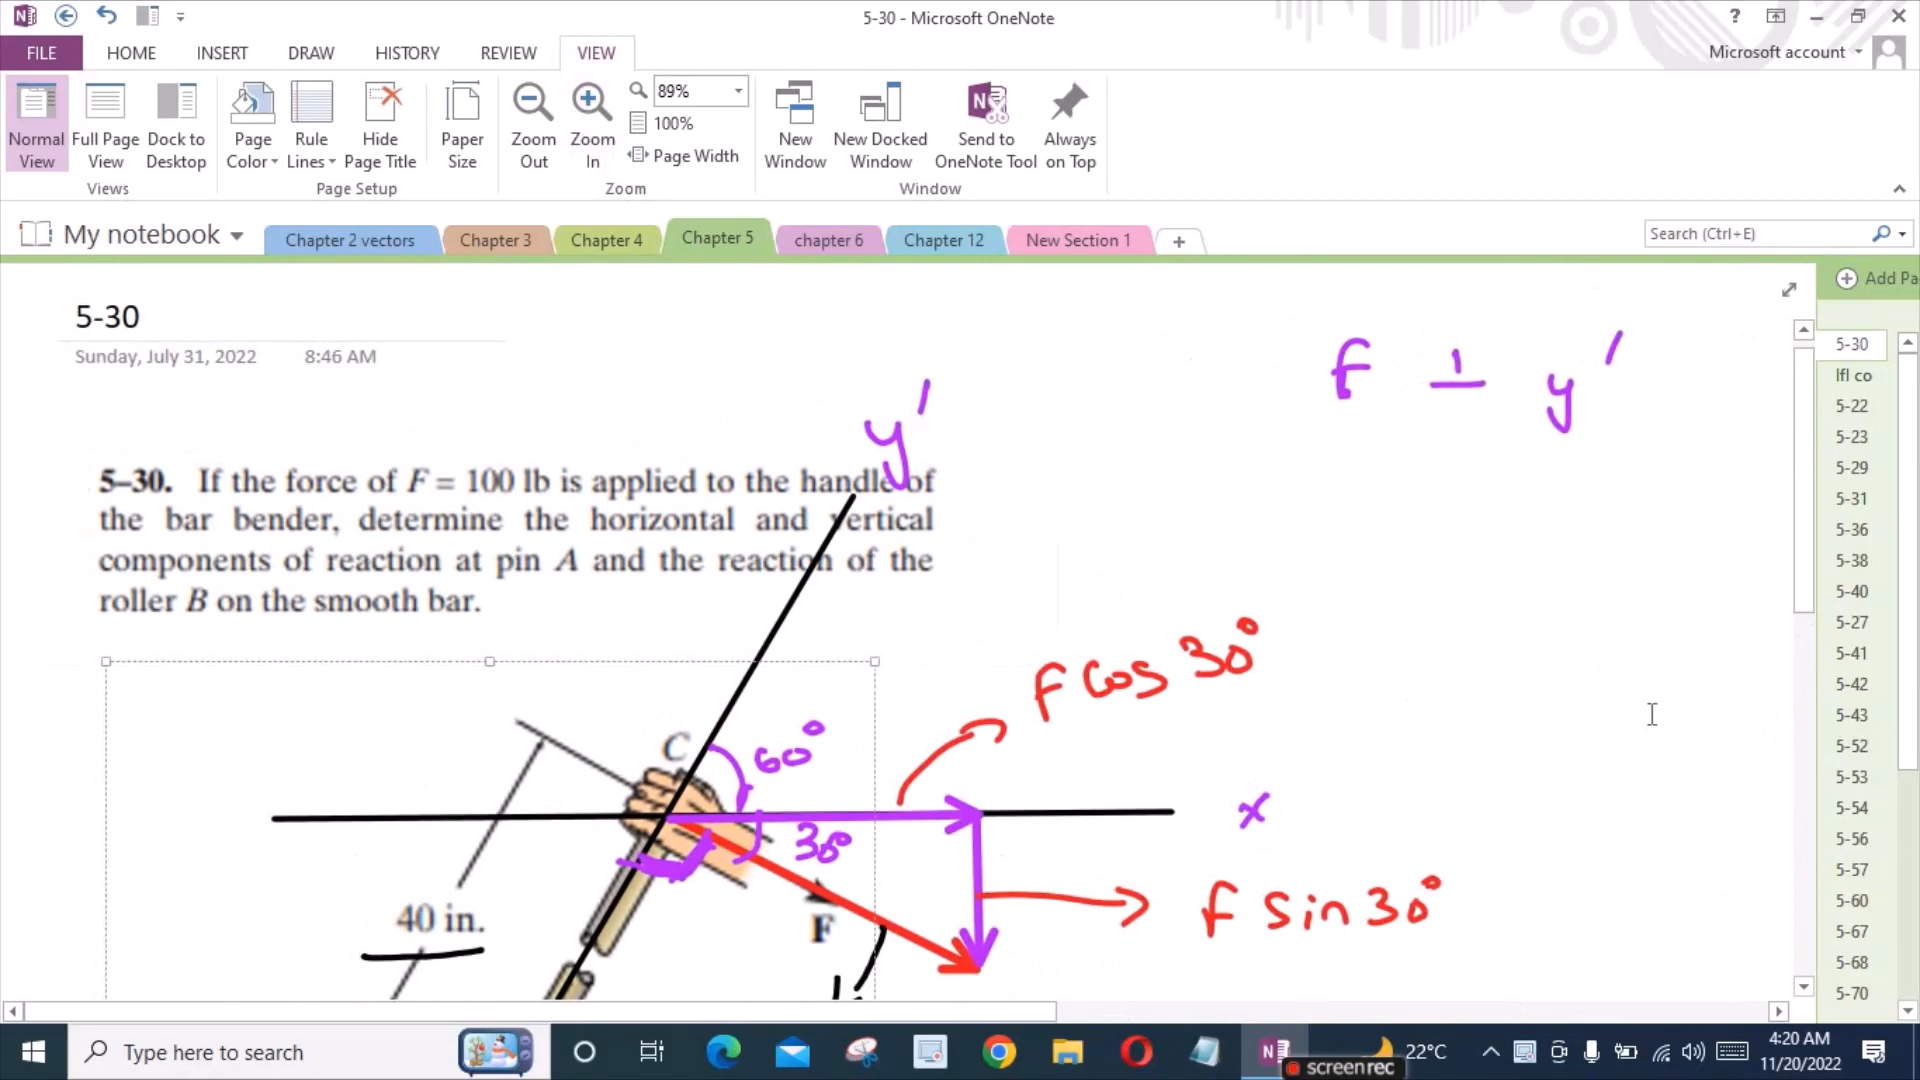 5-30 - Microsoft OneNote
?
FILE HOME INSERT DRAW HISTORY REVIEW VIEW
Microsoft account
Normal View
Full Page View
Dock to Desktop
Views
Page Color
Rule Lines
Hide Page Title
Paper Size
Page Setup
Zoom Out
Zoom In
89%
100%
Page Width
Zoom
New Window
New Docked Window
Send to OneNote Tool
Always on Top
Window
My notebook
Chapter 2 vectors
Chapter 3
Chapter 4
Chapter 5
chapter 6
Chapter 12
New Section 1
+
Search (Ctrl+E)
Add Pa
5-30
Sunday, July 31, 2022 8:46 AM
F ⊥ y'
y'
5–30. If the force of F = 100 lb is applied to the handle of
the bar bender, determine the horizontal and vertical
components of reaction at pin A and the reaction of the
roller B on the smooth bar.
F cos 30°
C
60°
x
30°
40 in.
F
F sin 30°
5-30
lfl co
5-22
5-23
5-29
5-31
5-36
5-38
5-40
5-27
5-41
5-42
5-43
5-52
5-53
5-54
5-56
5-57
5-60
5-67
5-68
5-70
Type here to search
screenrec
22°C
4:20 AM
11/20/2022